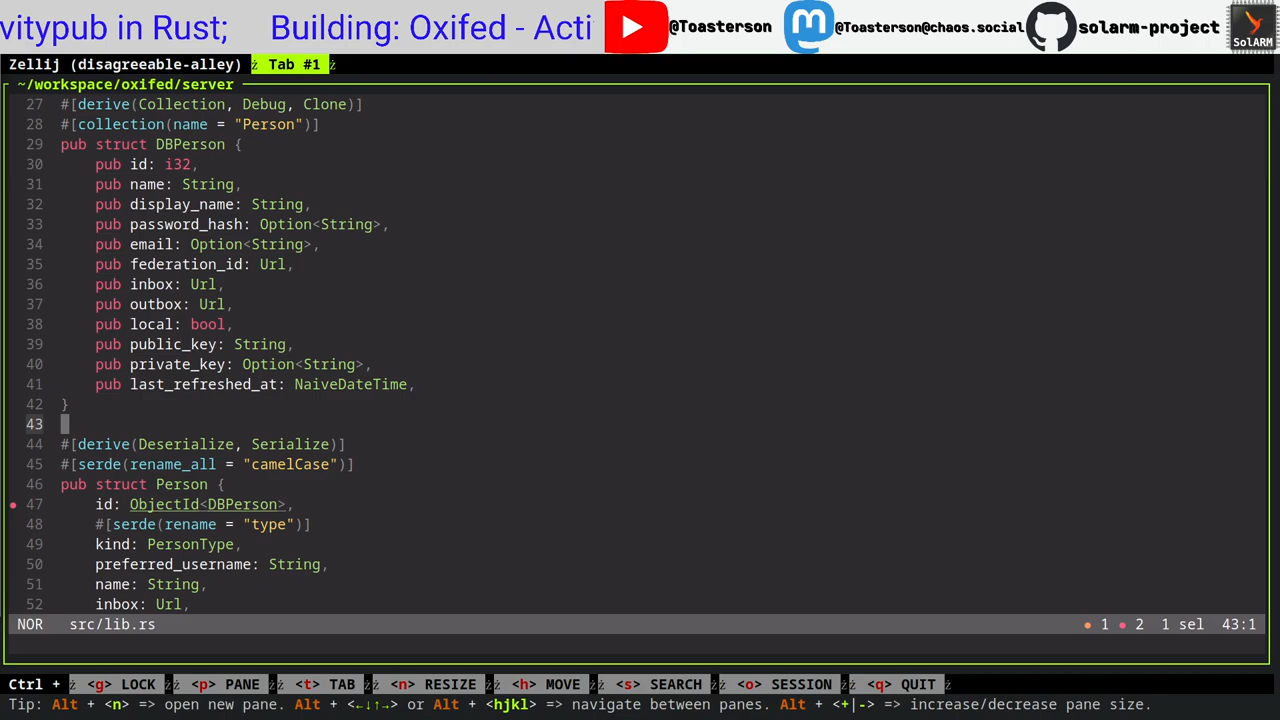 vitypub in Rust;    Building: Oxifed - Acti
@Toasterson
@Toasterson@chaos.social
solarm-project
SolARM
Zellij (disagreeable-alley)  Tab #1
~/workspace/oxifed/server
27 #[derive(Collection, Debug, Clone)]
28 #[collection(name = "Person")]
29 pub struct DBPerson {
30     pub id: i32,
31     pub name: String,
32     pub display_name: String,
33     pub password_hash: Option<String>,
34     pub email: Option<String>,
35     pub federation_id: Url,
36     pub inbox: Url,
37     pub outbox: Url,
38     pub local: bool,
39     pub public_key: String,
40     pub private_key: Option<String>,
41     pub last_refreshed_at: NaiveDateTime,
42 }
43
44 #[derive(Deserialize, Serialize)]
45 #[serde(rename_all = "camelCase")]
46 pub struct Person {
47     id: ObjectId<DBPerson>,
48     #[serde(rename = "type")]
49     kind: PersonType,
50     preferred_username: String,
51     name: String,
52     inbox: Url,
NOR   src/lib.rs   ● 1 ● 2  1 sel  43:1
Ctrl +  <g> LOCK  <p> PANE  <t> TAB  <n> RESIZE  <h> MOVE  <s> SEARCH  <o> SESSION  <q> QUIT
Tip: Alt + <n> => open new pane. Alt + <←↓↑→> or Alt + <hjkl> => navigate between panes. Alt + <+|-> => increase/decrease pane size.